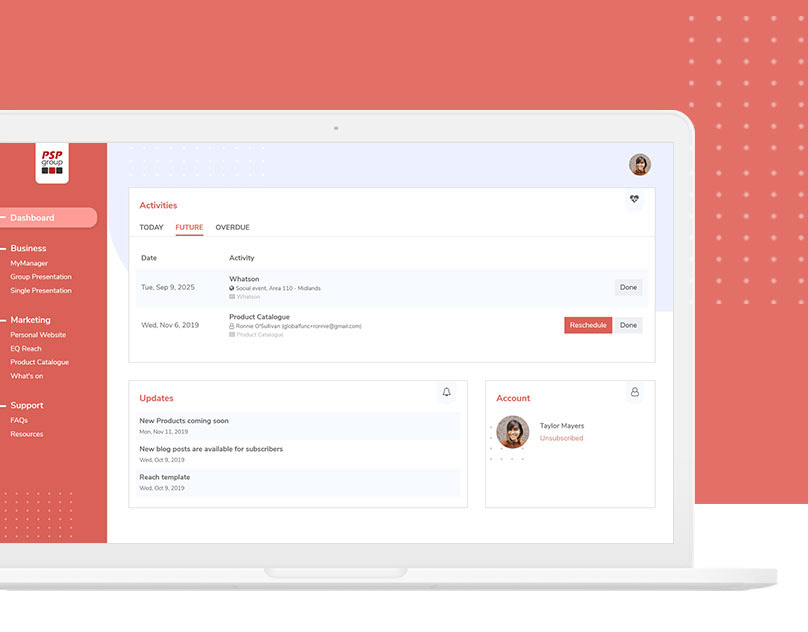 PSP
group
Dashboard
Business
MyManager
Group Presentation
Single Presentation
Marketing
Personal Website
EQ Reach
Product Catalogue
What's on
Support
FAQs
Resources
Activities
TODAY FUTURE OVERDUE
Date Activity
Tue, Sep 9, 2025
Whatson
Social event, Area 110 - Midlands
Whatson
Done
Wed, Nov 6, 2019
Product Catalogue
Ronnie O'Sullivan (globalfunc+ronnie@gmail.com)
Product Catalogue
Reschedule Done
Updates
New Products coming soon
Mon, Nov 11, 2019
New blog posts are available for subscribers
Wed, Oct 9, 2019
Reach template
Wed, Oct 9, 2019
Account
Taylor Mayers
Unsubscribed